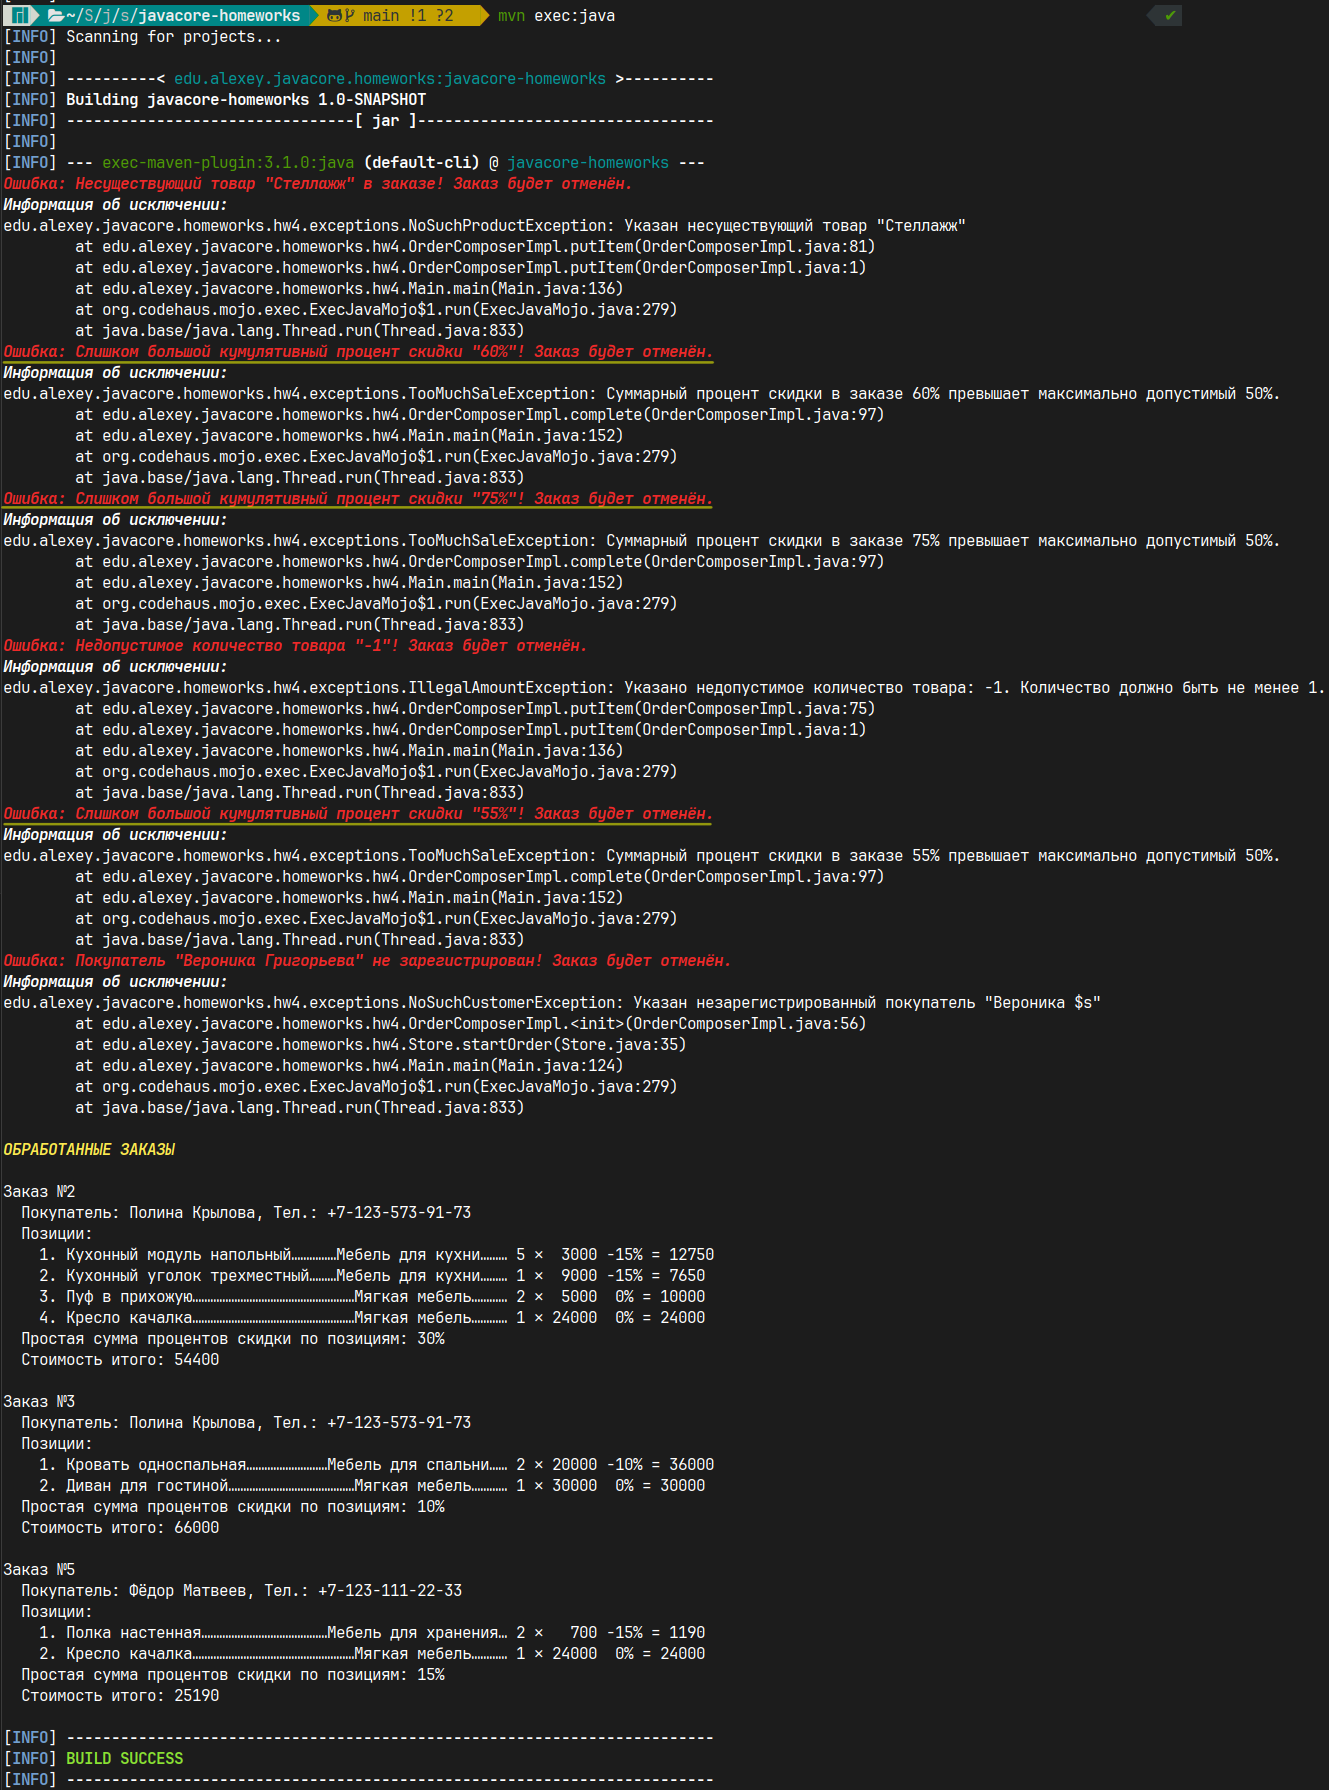 ~/S/j/s/javacore-homeworks main !1 ?2 mvn exec:java ✔
[INFO] Scanning for projects...
[INFO]
[INFO] ----------< edu.alexey.javacore.homeworks:javacore-homeworks >----------
[INFO] Building javacore-homeworks 1.0-SNAPSHOT
[INFO] --------------------------------[ jar ]---------------------------------
[INFO]
[INFO] --- exec-maven-plugin:3.1.0:java (default-cli) @ javacore-homeworks ---
Ошибка: Несуществующий товар "Стеллажж" в заказе! Заказ будет отменён.
Информация об исключении:
edu.alexey.javacore.homeworks.hw4.exceptions.NoSuchProductException: Указан несуществующий товар "Стеллажж"
        at edu.alexey.javacore.homeworks.hw4.OrderComposerImpl.putItem(OrderComposerImpl.java:81)
        at edu.alexey.javacore.homeworks.hw4.OrderComposerImpl.putItem(OrderComposerImpl.java:1)
        at edu.alexey.javacore.homeworks.hw4.Main.main(Main.java:136)
        at org.codehaus.mojo.exec.ExecJavaMojo$1.run(ExecJavaMojo.java:279)
        at java.base/java.lang.Thread.run(Thread.java:833)
Ошибка: Слишком большой кумулятивный процент скидки "60%"! Заказ будет отменён.
Информация об исключении:
edu.alexey.javacore.homeworks.hw4.exceptions.TooMuchSaleException: Суммарный процент скидки в заказе 60% превышает максимально допустимый 50%.
        at edu.alexey.javacore.homeworks.hw4.OrderComposerImpl.complete(OrderComposerImpl.java:97)
        at edu.alexey.javacore.homeworks.hw4.Main.main(Main.java:152)
        at org.codehaus.mojo.exec.ExecJavaMojo$1.run(ExecJavaMojo.java:279)
        at java.base/java.lang.Thread.run(Thread.java:833)
Ошибка: Слишком большой кумулятивный процент скидки "75%"! Заказ будет отменён.
Информация об исключении:
edu.alexey.javacore.homeworks.hw4.exceptions.TooMuchSaleException: Суммарный процент скидки в заказе 75% превышает максимально допустимый 50%.
        at edu.alexey.javacore.homeworks.hw4.OrderComposerImpl.complete(OrderComposerImpl.java:97)
        at edu.alexey.javacore.homeworks.hw4.Main.main(Main.java:152)
        at org.codehaus.mojo.exec.ExecJavaMojo$1.run(ExecJavaMojo.java:279)
        at java.base/java.lang.Thread.run(Thread.java:833)
Ошибка: Недопустимое количество товара "-1"! Заказ будет отменён.
Информация об исключении:
edu.alexey.javacore.homeworks.hw4.exceptions.IllegalAmountException: Указано недопустимое количество товара: -1. Количество должно быть не менее 1.
        at edu.alexey.javacore.homeworks.hw4.OrderComposerImpl.putItem(OrderComposerImpl.java:75)
        at edu.alexey.javacore.homeworks.hw4.OrderComposerImpl.putItem(OrderComposerImpl.java:1)
        at edu.alexey.javacore.homeworks.hw4.Main.main(Main.java:136)
        at org.codehaus.mojo.exec.ExecJavaMojo$1.run(ExecJavaMojo.java:279)
        at java.base/java.lang.Thread.run(Thread.java:833)
Ошибка: Слишком большой кумулятивный процент скидки "55%"! Заказ будет отменён.
Информация об исключении:
edu.alexey.javacore.homeworks.hw4.exceptions.TooMuchSaleException: Суммарный процент скидки в заказе 55% превышает максимально допустимый 50%.
        at edu.alexey.javacore.homeworks.hw4.OrderComposerImpl.complete(OrderComposerImpl.java:97)
        at edu.alexey.javacore.homeworks.hw4.Main.main(Main.java:152)
        at org.codehaus.mojo.exec.ExecJavaMojo$1.run(ExecJavaMojo.java:279)
        at java.base/java.lang.Thread.run(Thread.java:833)
Ошибка: Покупатель "Вероника Григорьева" не зарегистрирован! Заказ будет отменён.
Информация об исключении:
edu.alexey.javacore.homeworks.hw4.exceptions.NoSuchCustomerException: Указан незарегистрированный покупатель "Вероника $s"
        at edu.alexey.javacore.homeworks.hw4.OrderComposerImpl.<init>(OrderComposerImpl.java:56)
        at edu.alexey.javacore.homeworks.hw4.Store.startOrder(Store.java:35)
        at edu.alexey.javacore.homeworks.hw4.Main.main(Main.java:124)
        at org.codehaus.mojo.exec.ExecJavaMojo$1.run(ExecJavaMojo.java:279)
        at java.base/java.lang.Thread.run(Thread.java:833)

ОБРАБОТАННЫЕ ЗАКАЗЫ

Заказ №2
  Покупатель: Полина Крылова, Тел.: +7-123-573-91-73
  Позиции:
    1. Кухонный модуль напольный……………Мебель для кухни……… 5 ×  3000 -15% = 12750
    2. Кухонный уголок трехместный………Мебель для кухни……… 1 ×  9000 -15% = 7650
    3. Пуф в прихожую………………………………………………Мягкая мебель………… 2 ×  5000  0% = 10000
    4. Кресло качалка………………………………………………Мягкая мебель………… 1 × 24000  0% = 24000
  Простая сумма процентов скидки по позициям: 30%
  Стоимость итого: 54400

Заказ №3
  Покупатель: Полина Крылова, Тел.: +7-123-573-91-73
  Позиции:
    1. Кровать односпальная………………………Мебель для спальни…… 2 × 20000 -10% = 36000
    2. Диван для гостиной……………………………………Мягкая мебель………… 1 × 30000  0% = 30000
  Простая сумма процентов скидки по позициям: 10%
  Стоимость итого: 66000

Заказ №5
  Покупатель: Фёдор Матвеев, Тел.: +7-123-111-22-33
  Позиции:
    1. Полка настенная……………………………………Мебель для хранения… 2 ×   700 -15% = 1190
    2. Кресло качалка………………………………………………Мягкая мебель………… 1 × 24000  0% = 24000
  Простая сумма процентов скидки по позициям: 15%
  Стоимость итого: 25190

[INFO] ------------------------------------------------------------------------
[INFO] BUILD SUCCESS
[INFO] ------------------------------------------------------------------------